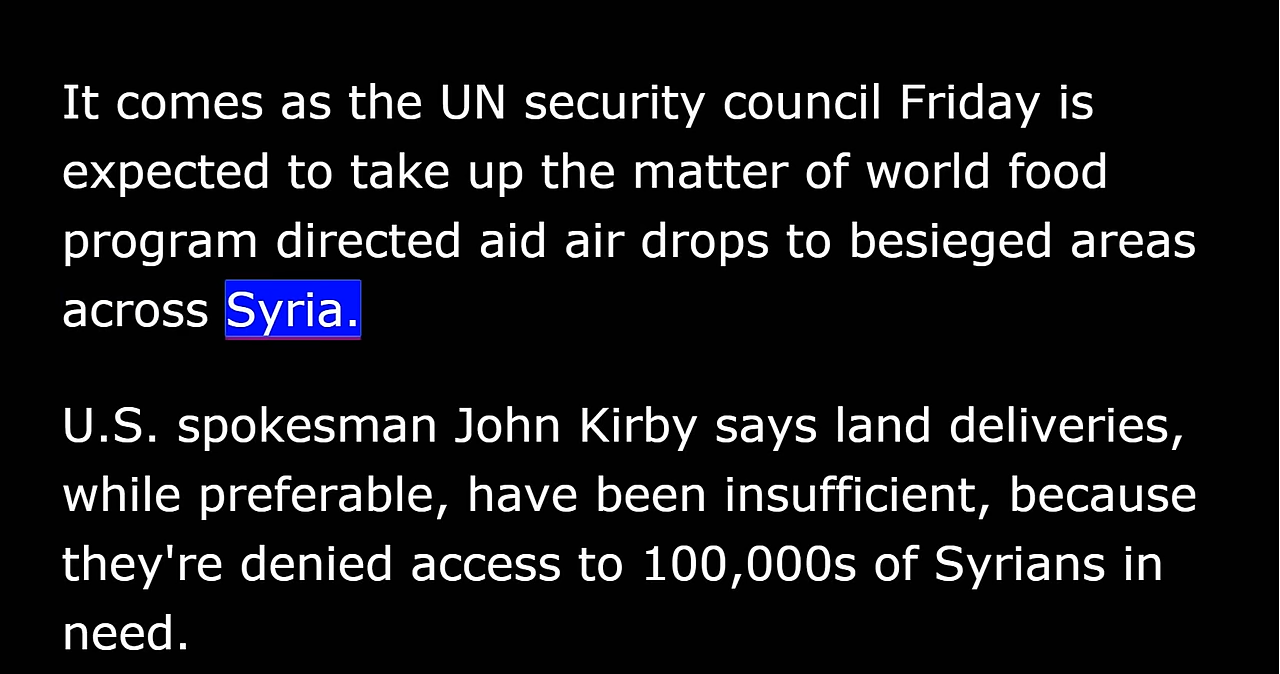 It comes as the UN security council Friday is
expected to take up the matter of world food
program directed aid air drops to besieged areas
across Syria.
U.S. spokesman John Kirby says land deliveries,
while preferable, have been insufficient, because
they're denied access to 100,000s of Syrians in
need.